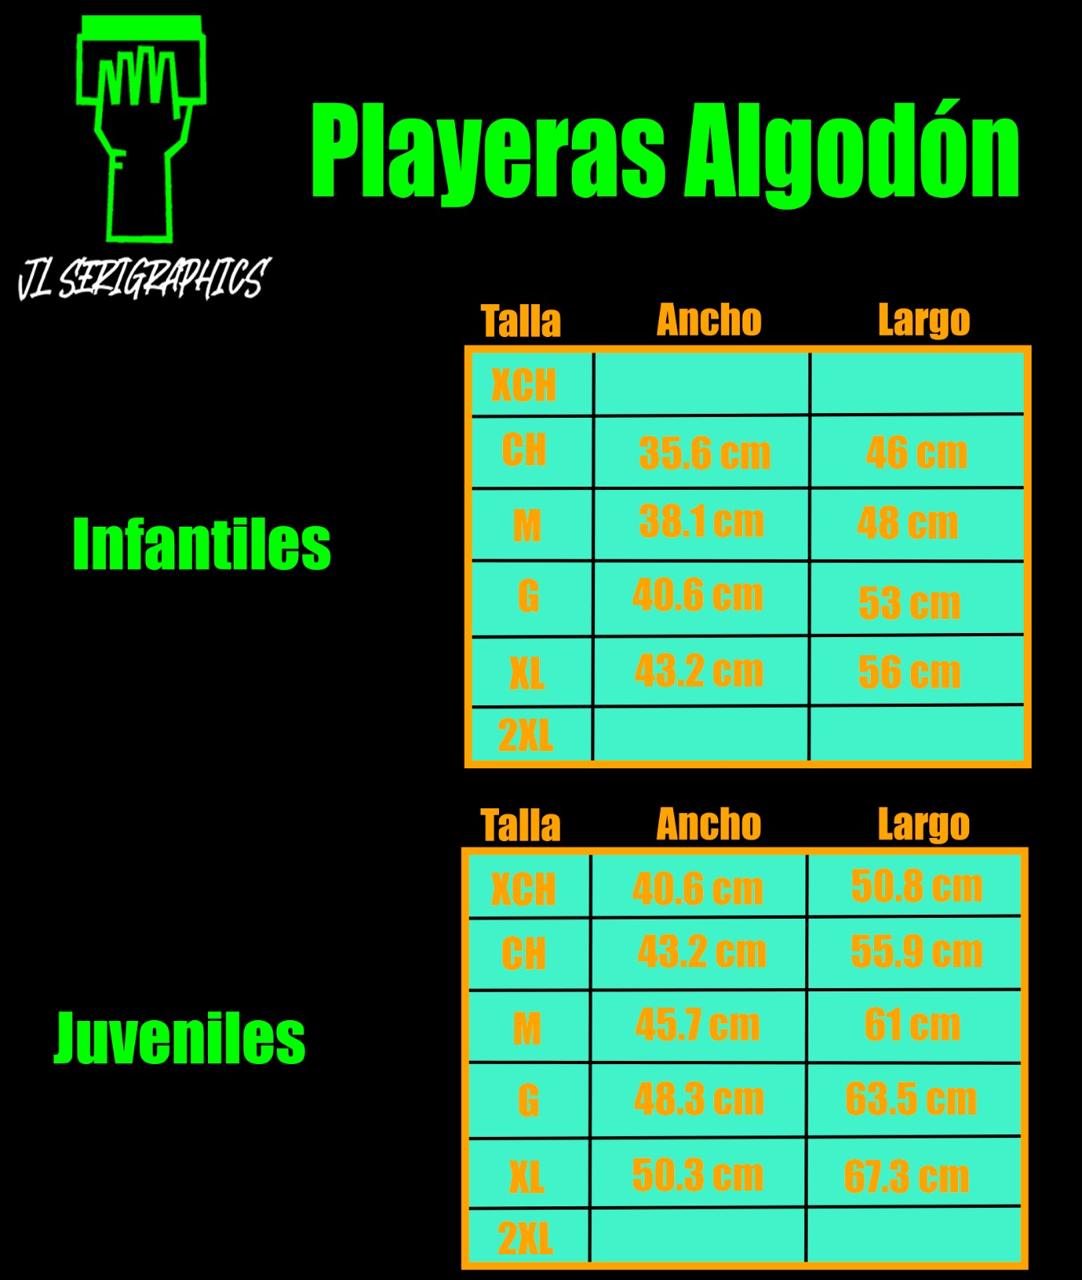 Playeras Algodón
JL SERIGRAPHICS
Infantiles
Talla Ancho Largo
XCH
CH 35.6 cm 46 cm
M 38.1 cm 48 cm
G 40.6 cm 53 cm
XL 43.2 cm 56 cm
2XL
Juveniles
Talla Ancho Largo
XCH 40.6 cm 50.8 cm
CH 43.2 cm 55.9 cm
M 45.7 cm 61 cm
G 48.3 cm 63.5 cm
XL 50.3 cm 67.3 cm
2XL